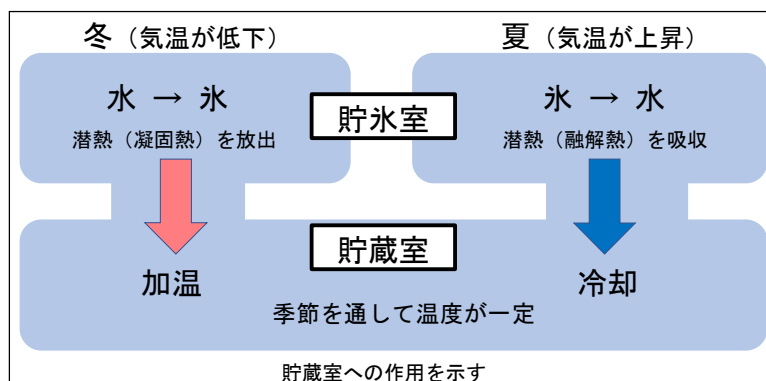 冬（気温が低下）
夏（気温が上昇）
水 → 氷
潜熱（凝固熱）を放出
貯氷室
氷 → 水
潜熱（融解熱）を吸収
貯蔵室
加温
冷却
季節を通して温度が一定
貯蔵室への作用を示す